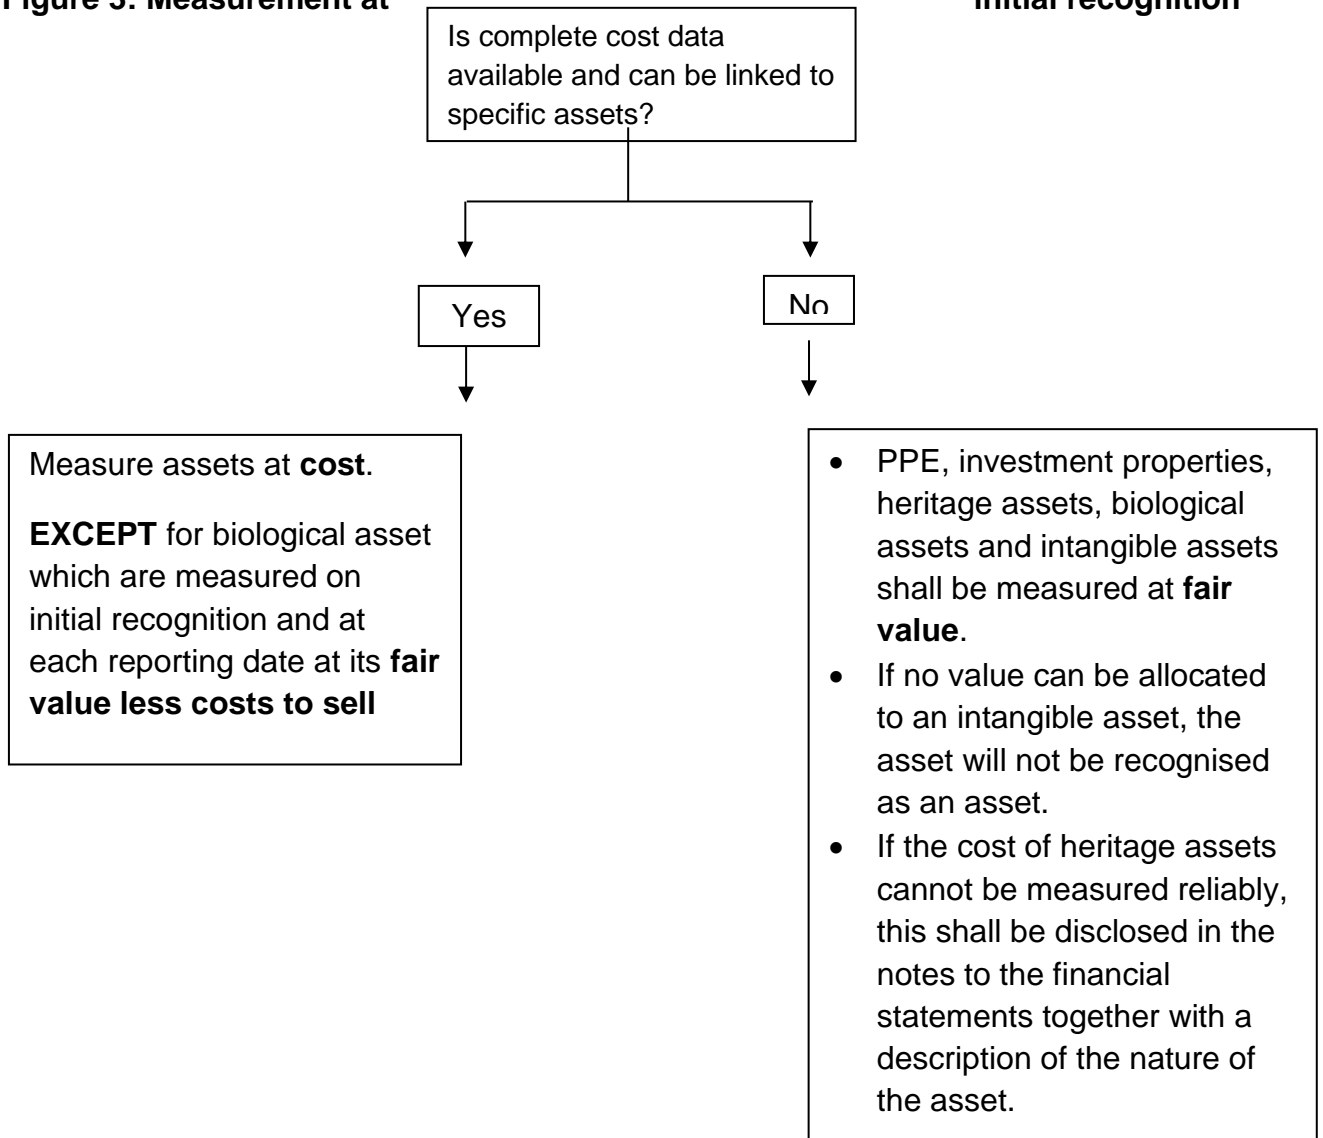 Figure 3: Measurement at initial recognition
Is complete cost data
available and can be linked to
specific assets?
Yes
No
Measure assets at cost.
EXCEPT for biological asset
which are measured on
initial recognition and at
each reporting date at its fair
value less costs to sell
• PPE, investment properties,
heritage assets, biological
assets and intangible assets
shall be measured at fair
value.
• If no value can be allocated
to an intangible asset, the
asset will not be recognised
as an asset.
• If the cost of heritage assets
cannot be measured reliably,
this shall be disclosed in the
notes to the financial
statements together with a
description of the nature of
the asset.